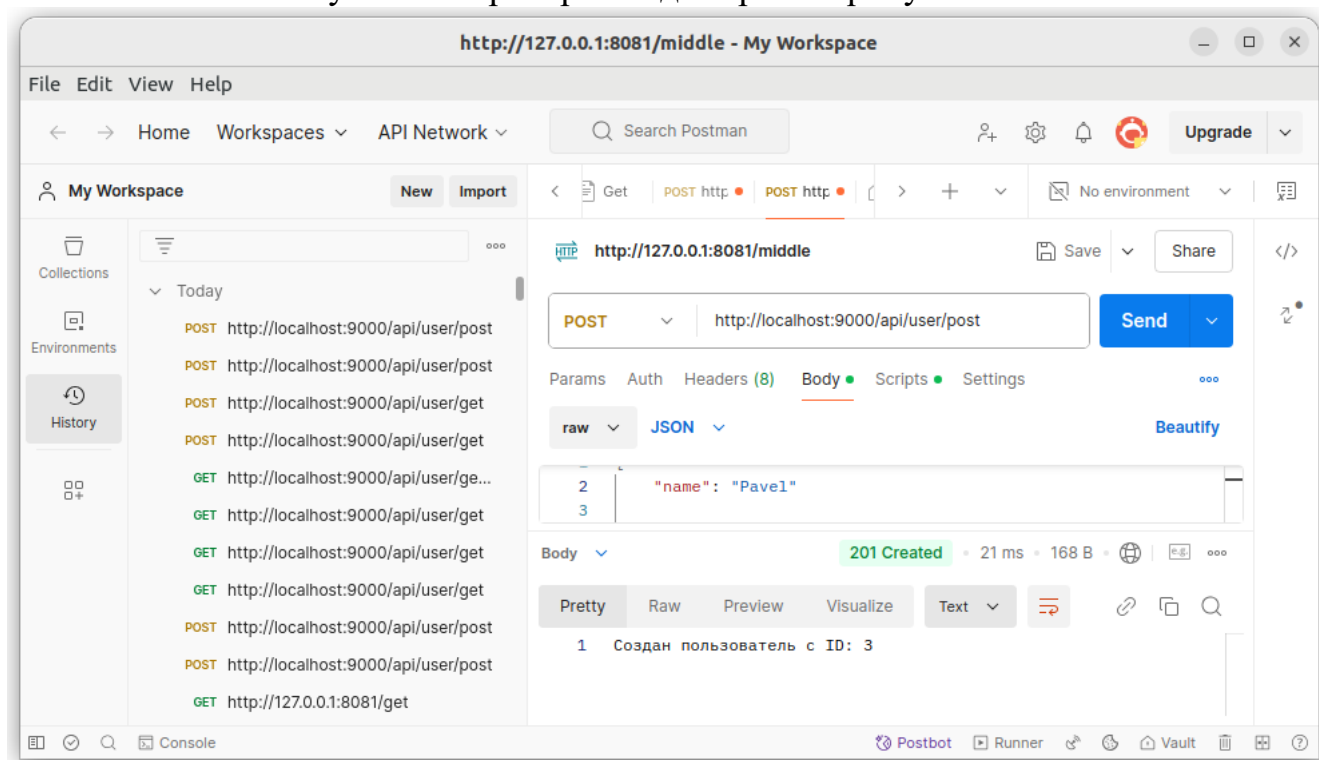 http://127.0.0.1:8081/middle - My Workspace
File Edit View Help
Home Workspaces API Network Search Postman Upgrade
My Workspace New Import Get POST http POST http No environment
Collections
Environments
History
Today
POST http://localhost:9000/api/user/post
POST http://localhost:9000/api/user/post
POST http://localhost:9000/api/user/get
POST http://localhost:9000/api/user/get
GET http://localhost:9000/api/user/ge...
GET http://localhost:9000/api/user/get
GET http://localhost:9000/api/user/get
GET http://localhost:9000/api/user/get
POST http://localhost:9000/api/user/post
POST http://localhost:9000/api/user/post
GET http://127.0.0.1:8081/get
HTTP http://127.0.0.1:8081/middle Save Share
POST http://localhost:9000/api/user/post Send
Params Auth Headers (8) Body Scripts Settings
raw JSON Beautify
2 "name": "Pavel"
3
Body 201 Created 21 ms 168 B e.g.
Pretty Raw Preview Visualize Text
1 Создан пользователь с ID: 3
Console Postbot Runner Vault